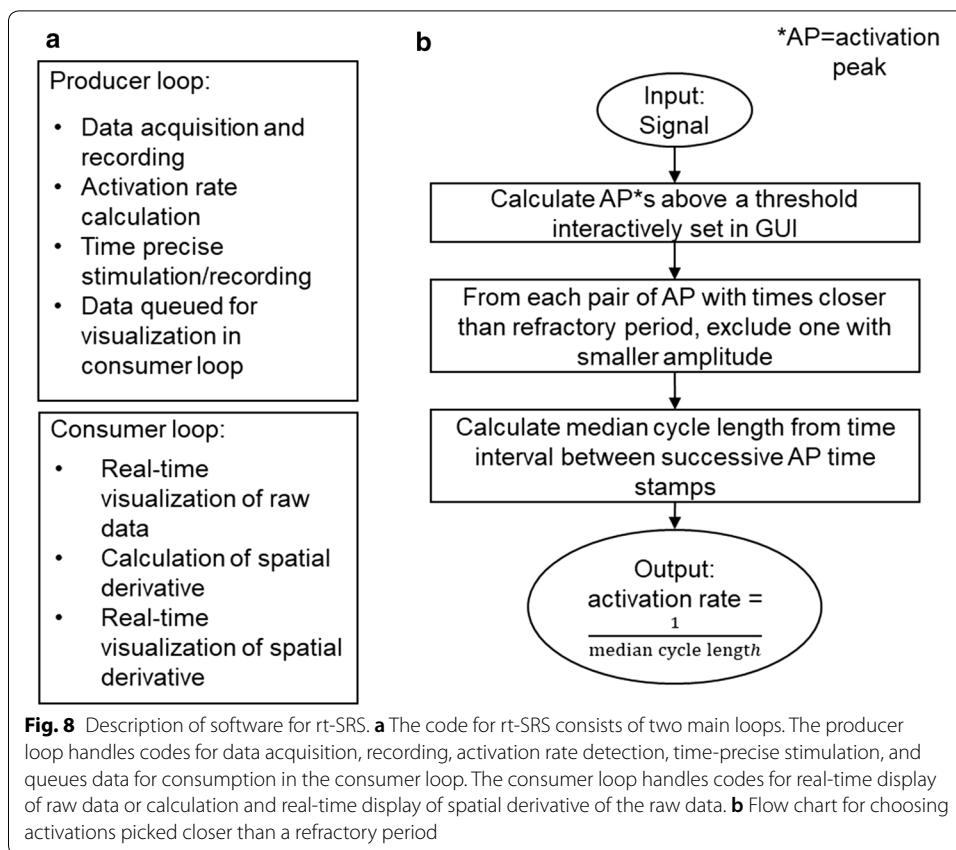 a
Producer loop:
• Data acquisition and
recording
• Activation rate
calculation
• Time precise
stimulation/recording
• Data queued for
visualization in
consumer loop
Consumer loop:
• Real-time
visualization of raw
data
• Calculation of spatial
derivative
• Real-time
visualization of spatial
derivative
b
*AP=activation
peak
Input:
Signal
Calculate AP*s above a threshold
interactively set in GUI
From each pair of AP with times closer
than refractory period, exclude one with
smaller amplitude
Calculate median cycle length from time
interval between successive AP time
stamps
Output:
activation rate =
1
median cycle length
Fig. 8 Description of software for rt-SRS. a The code for rt-SRS consists of two main loops. The producer
loop handles codes for data acquisition, recording, activation rate detection, time-precise stimulation, and
queues data for consumption in the consumer loop. The consumer loop handles codes for real-time display
of raw data or calculation and real-time display of spatial derivative of the raw data. b Flow chart for choosing
activations picked closer than a refractory period